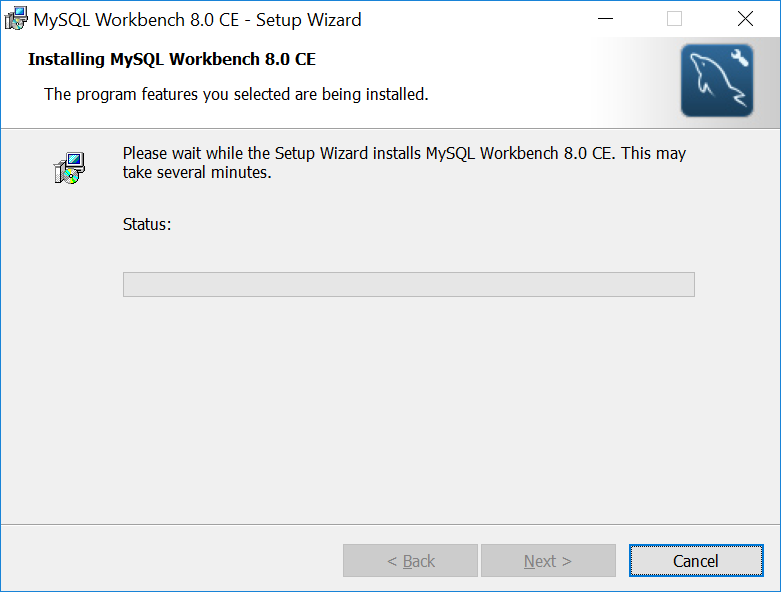 MySQL Workbench 8.0 CE - Setup Wizard
Installing MySQL Workbench 8.0 CE
The program features you selected are being installed.
Please wait while the Setup Wizard installs MySQL Workbench 8.0 CE. This may
take several minutes.
Status:
< Back Next > Cancel